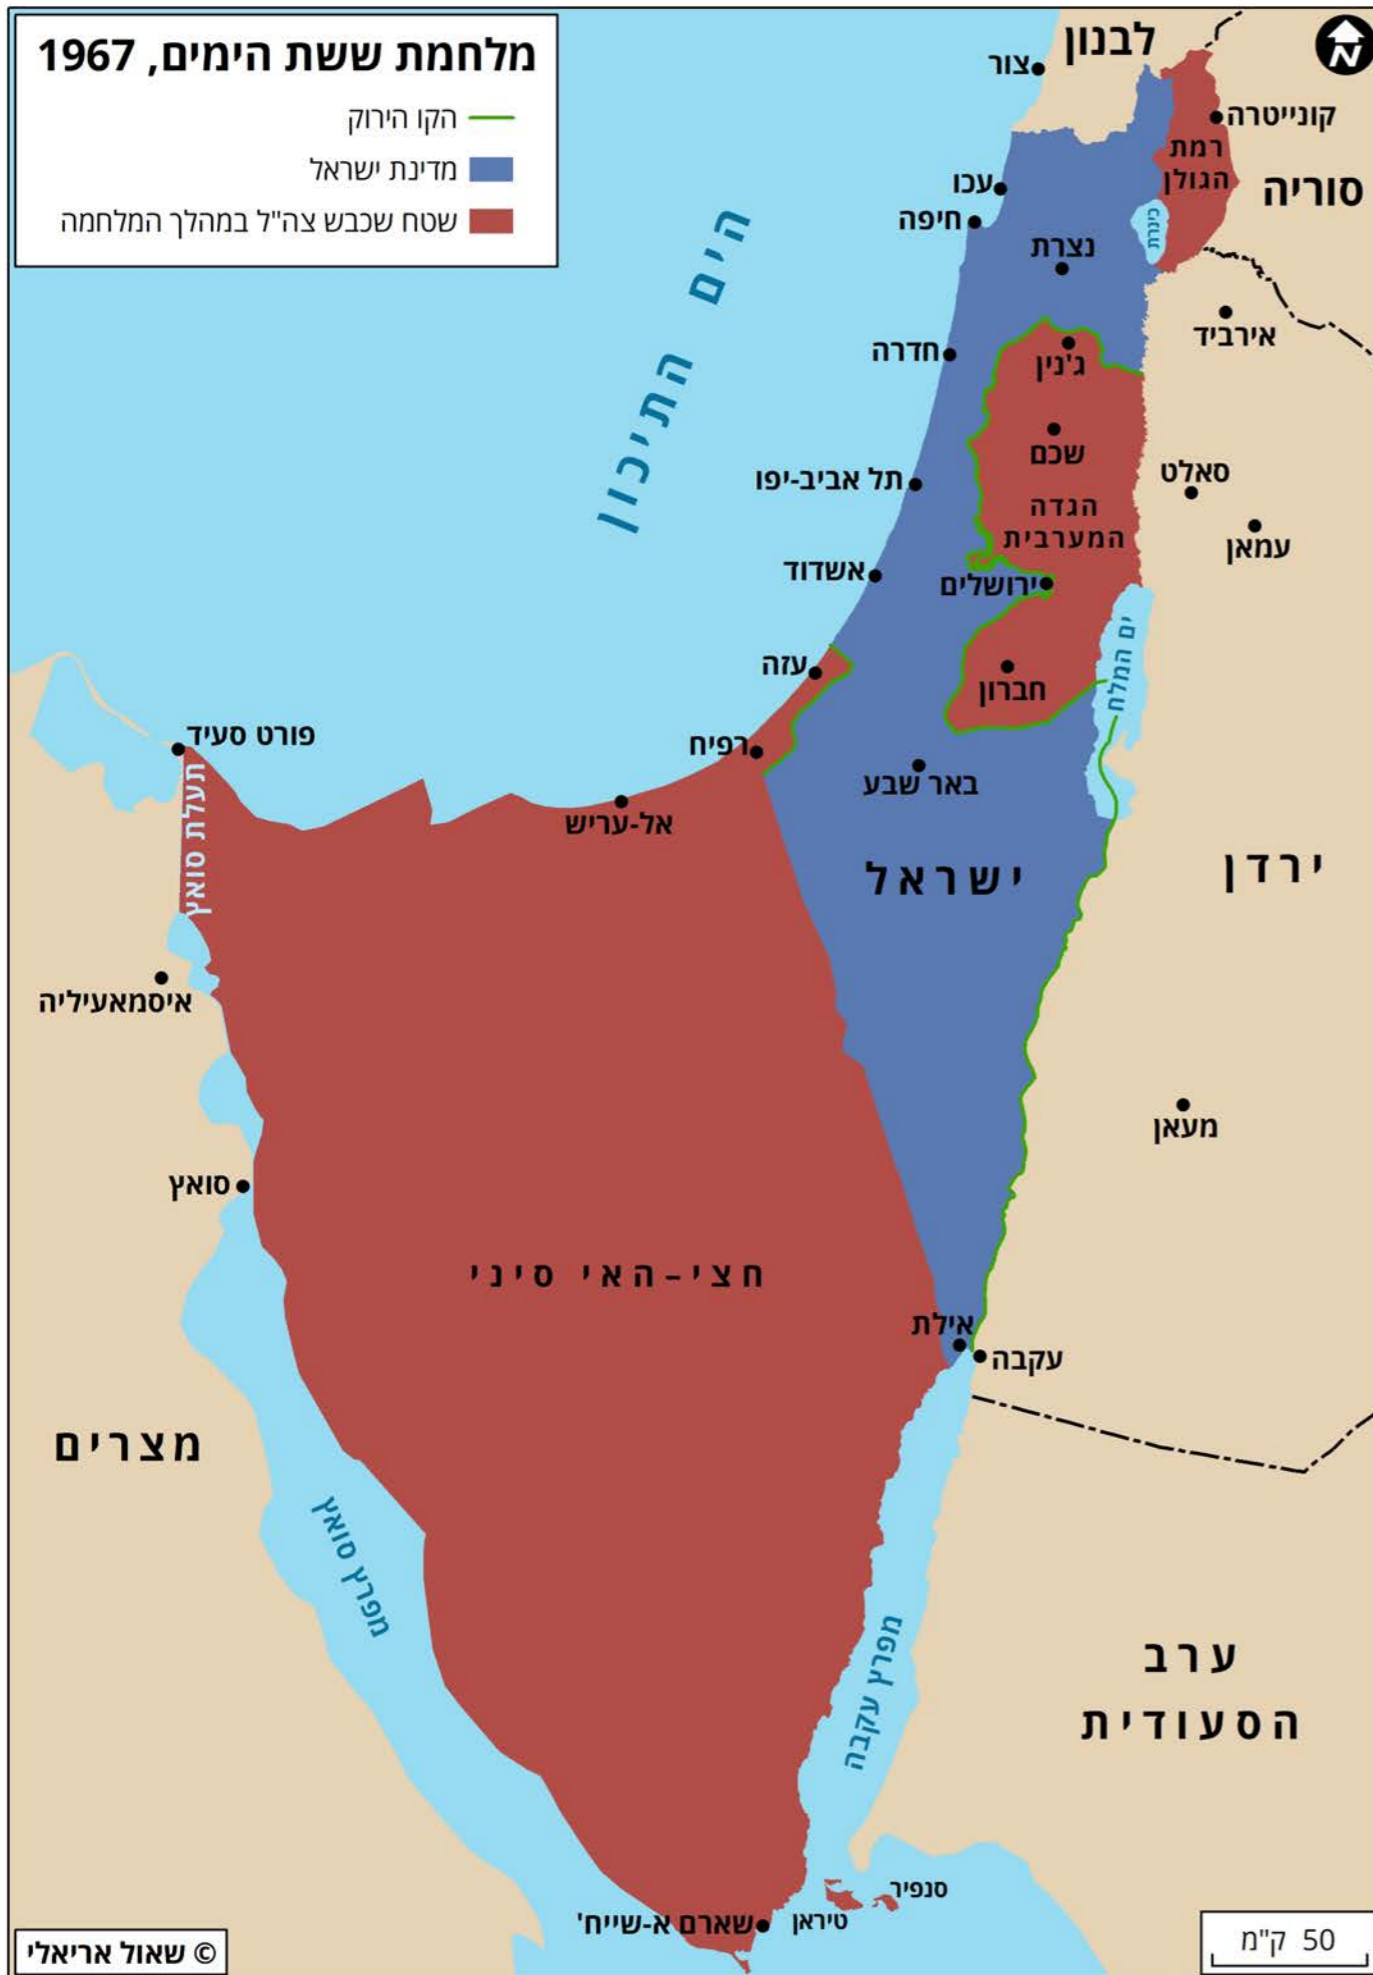 מלחמת ששת הימים, 1967
הקו הירוק
מדינת ישראל
שטח שכבש צה"ל במהלך המלחמה
N
לבנון
צור
קונייטרה
רמת
הגולן
סוריה
עכו
חיפה
כינרת
נצרת
הים התיכון
אירביד
חדרה
ג'נין
שכם
סאלט
תל אביב-יפו
הגדה
המערבית
עמאן
אשדוד
ירושלים
עזה
חברון
ים המלח
פורט סעיד
רפיח
באר שבע
תעלת סואץ
אל-עריש
ישראל
ירדן
איסמאעיליה
מעאן
סואץ
חצי-האי סיני
אילת
עקבה
מצרים
מפרץ סואץ
מפרץ עקבה
ערב
הסעודית
סנפיר
טיראן
שארם א-שייח'
© שאול אריאלי
50 ק"מ